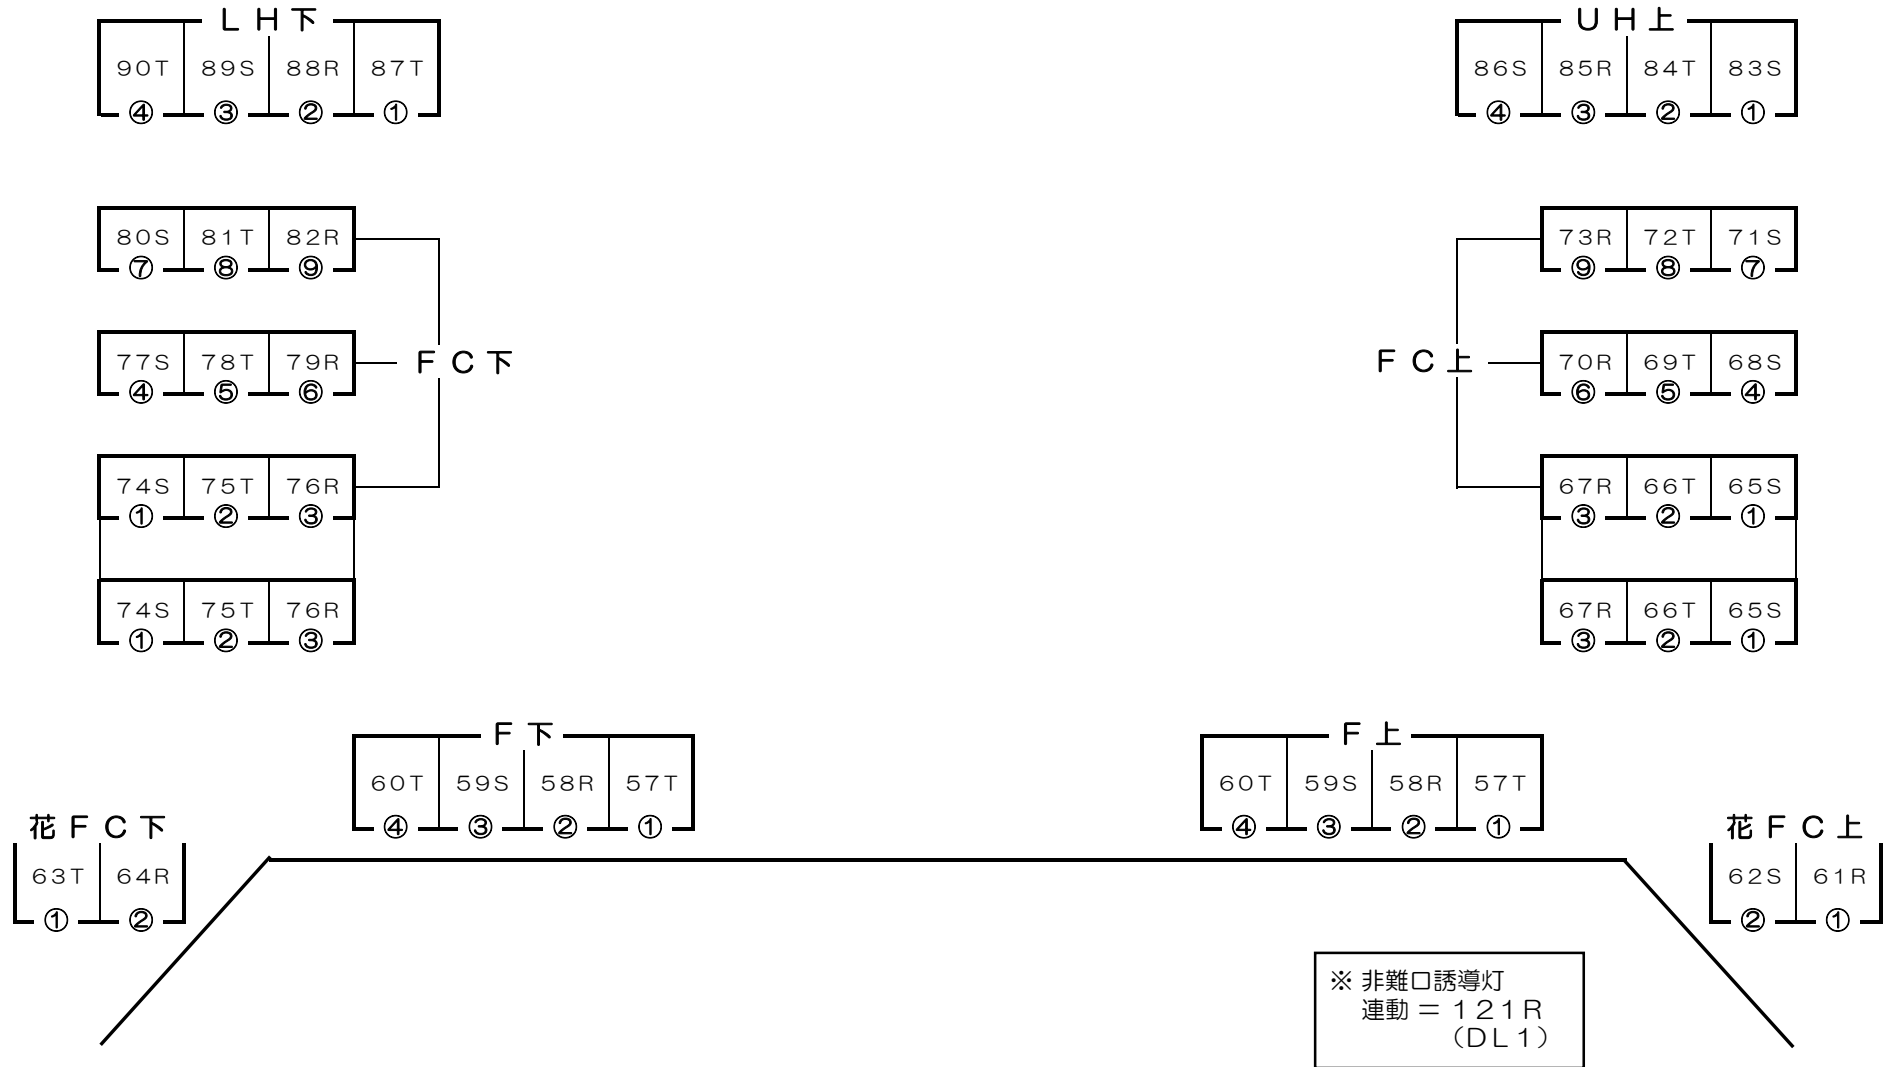 ＬＨ下
９０Ｔ ８９Ｓ ８８Ｒ ８７Ｔ
④ ③ ② ①
ＵＨ上
８６Ｓ ８５Ｒ ８４Ｔ ８３Ｓ
④ ③ ② ①
８０Ｓ ８１Ｔ ８２Ｒ
⑦ ⑧ ⑨
７７Ｓ ７８Ｔ ７９Ｒ
④ ⑤ ⑥
ＦＣ下
７４Ｓ ７５Ｔ ７６Ｒ
① ② ③
７４Ｓ ７５Ｔ ７６Ｒ
① ② ③
７３Ｒ ７２Ｔ ７１Ｓ
⑨ ⑧ ⑦
ＦＣ上
７０Ｒ ６９Ｔ ６８Ｓ
⑥ ⑤ ④
６７Ｒ ６６Ｔ ６５Ｓ
③ ② ①
６７Ｒ ６６Ｔ ６５Ｓ
③ ② ①
Ｆ下
６０Ｔ ５９Ｓ ５８Ｒ ５７Ｔ
④ ③ ② ①
Ｆ上
６０Ｔ ５９Ｓ ５８Ｒ ５７Ｔ
④ ③ ② ①
花ＦＣ下
６３Ｔ ６４Ｒ
① ②
花ＦＣ上
６２Ｓ ６１Ｒ
② ①
※ 非難口誘導灯
連動＝１２１Ｒ
（ＤＬ１）